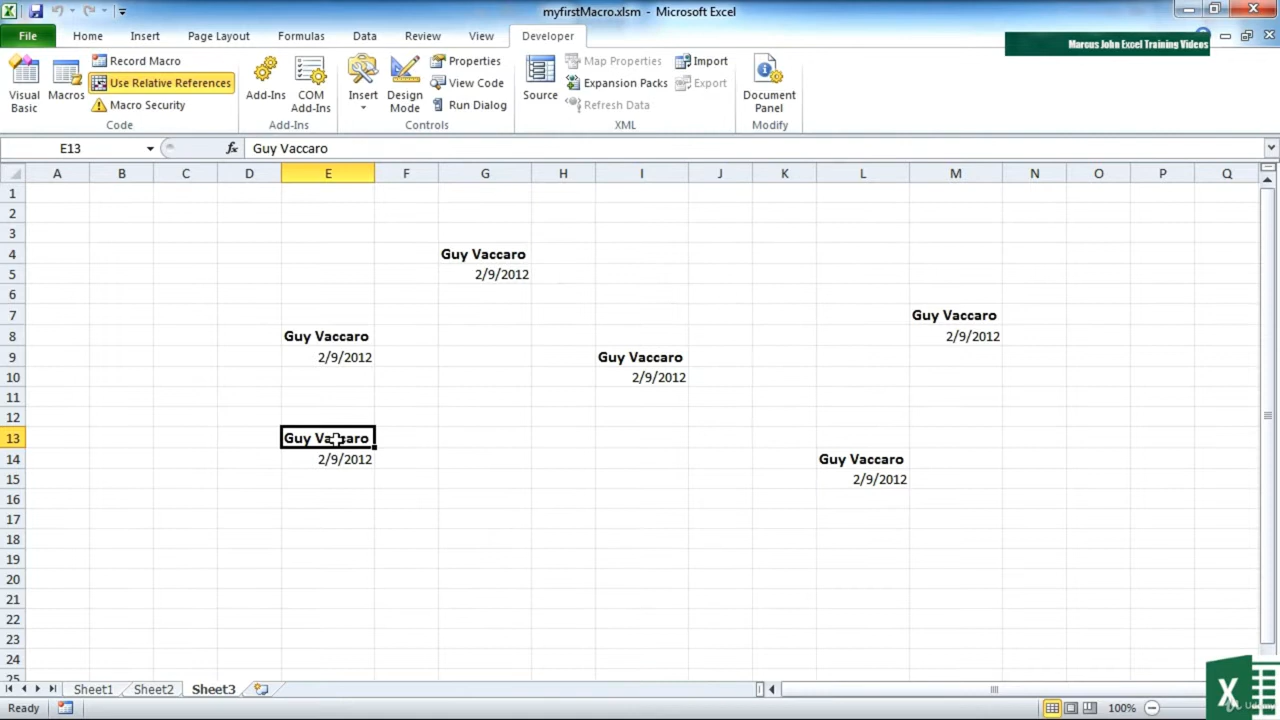 myfirstMacro.xlsm - Microsoft Excel
File Home Insert Page Layout Formulas Data Review View Developer
Marcus John Excel Training Videos
Visual Basic
Macros
Record Macro
Use Relative References
Macro Security
Code
Add-Ins
COM Add-Ins
Add-Ins
Insert
Design Mode
Properties
View Code
Run Dialog
Controls
Source
Map Properties
Expansion Packs
Refresh Data
Import
Export
XML
Document Panel
Modify
E13 fx Guy Vaccaro
A B C D E F G H I J K L M N O P Q
1
2
3
4 Guy Vaccaro
5 2/9/2012
6
7 Guy Vaccaro
8 Guy Vaccaro 2/9/2012
9 2/9/2012 Guy Vaccaro
10 2/9/2012
11
12
13 Guy Vaccaro
14 2/9/2012 Guy Vaccaro
15 2/9/2012
16
17
18
19
20
21
22
23
24
25
Sheet1 Sheet2 Sheet3
Ready 100%
Udemy